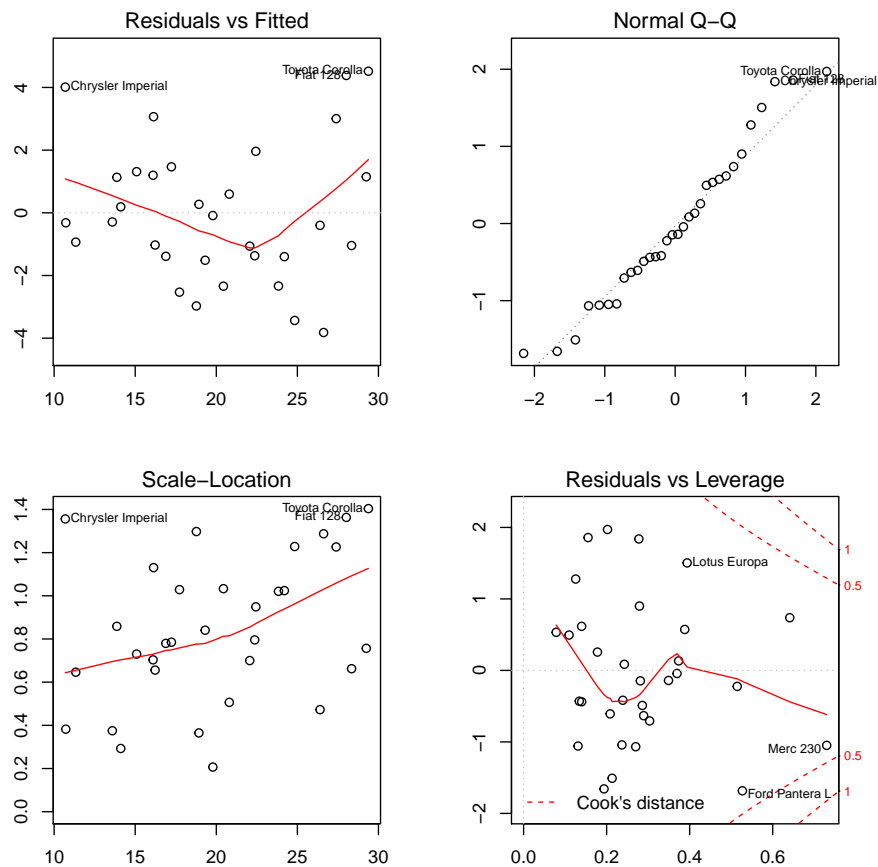 Residuals vs Fitted
4
2
0
−2
−4
Chrysler Imperial
Toyota Corolla
Fiat 128
10 15 20 25 30
Normal Q−Q
2
1
0
−1
Toyota Corolla
−2 −1 0 1 2
Scale−Location
1.4
1.2
1.0
0.8
0.6
0.4
0.2
0.0
Chrysler Imperial
Toyota Corolla
Fiat 128
10 15 20 25 30
Residuals vs Leverage
2
1
0
−1
−2
Lotus Europa
1
0.5
Merc 230
0.5
Ford Pantera L
1
Cook's distance
0.0 0.2 0.4 0.6